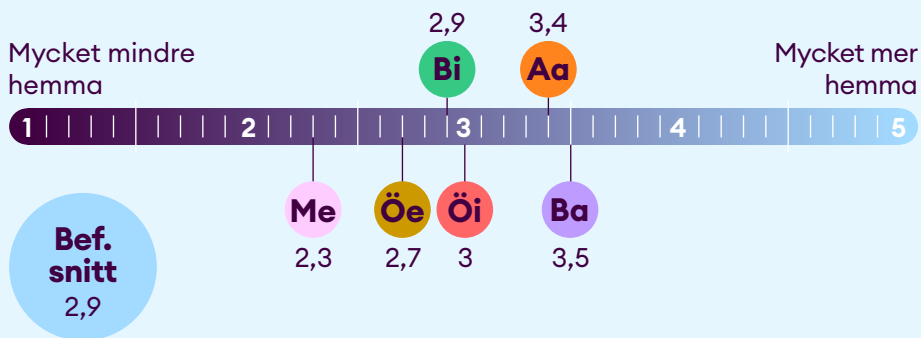 2,9
3,4
Mycket mindre
hemma
Bi
Aa
Mycket mer
hemma
1 2 3 4 5
Me
Öe
Öi
Ba
2,3
2,7
3
3,5
Bef.
snitt
2,9